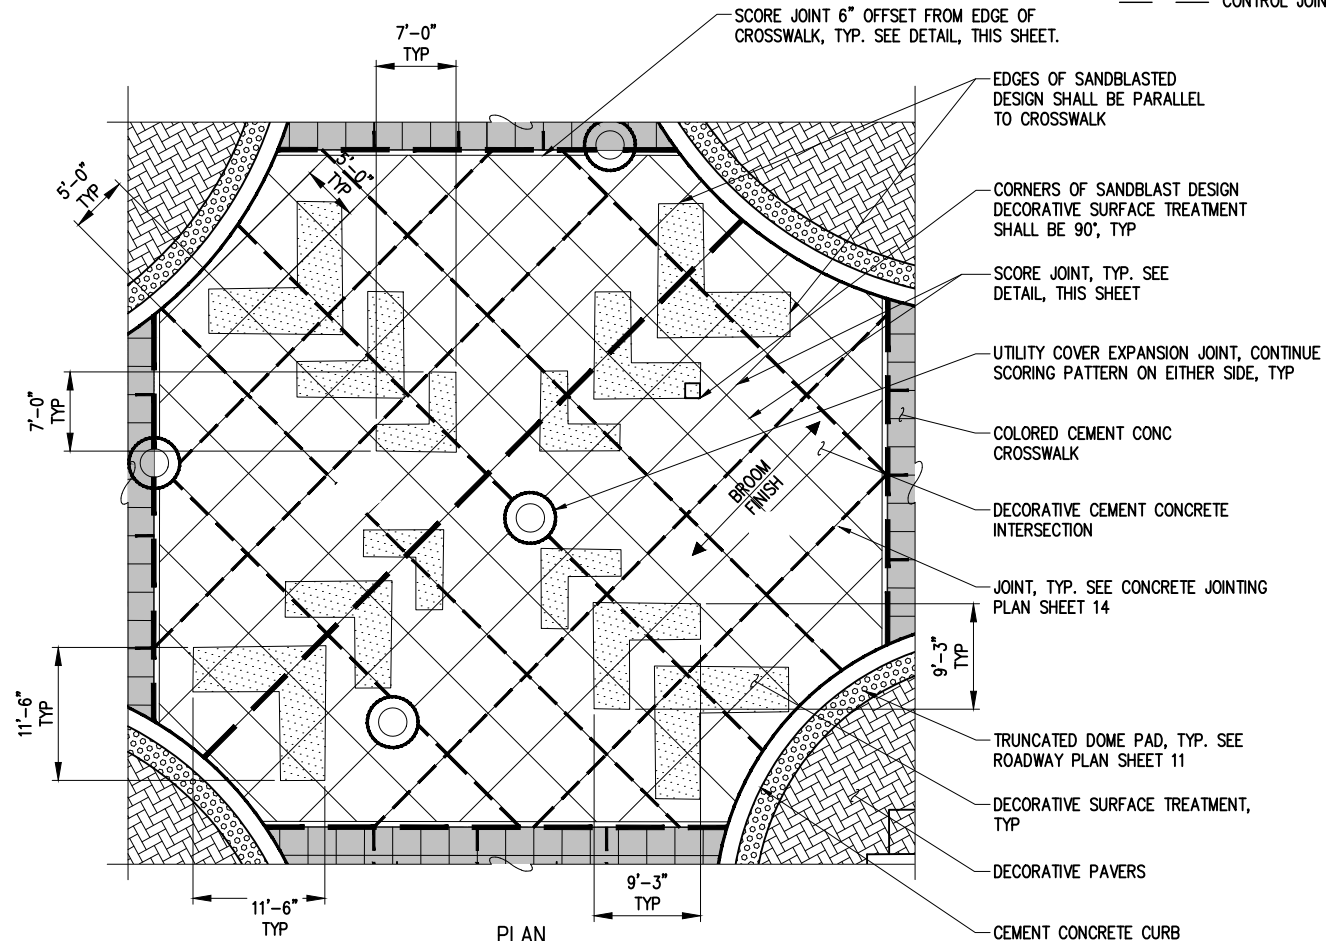 CONTROL JOIN
SCORE JOINT 6" OFFSET FROM EDGE OF
CROSSWALK, TYP. SEE DETAIL, THIS SHEET.
7'-0"
TYP
EDGES OF SANDBLASTED
DESIGN SHALL BE PARALLEL
TO CROSSWALK
5'-0"
TYP
5'-0"
TYP
CORNERS OF SANDBLAST DESIGN
DECORATIVE SURFACE TREATMENT
SHALL BE 90°, TYP
SCORE JOINT, TYP. SEE
DETAIL, THIS SHEET
UTILITY COVER EXPANSION JOINT, CONTINUE
SCORING PATTERN ON EITHER SIDE, TYP
7'-0"
TYP
COLORED CEMENT CONC
CROSSWALK
BROOM
FINISH
DECORATIVE CEMENT CONCRETE
INTERSECTION
JOINT, TYP. SEE CONCRETE JOINTING
PLAN SHEET 14
9'-3"
TYP
11'-6"
TYP
TRUNCATED DOME PAD, TYP. SEE
ROADWAY PLAN SHEET 11
DECORATIVE SURFACE TREATMENT,
TYP
DECORATIVE PAVERS
9'-3"
TYP
11'-6"
TYP
CEMENT CONCRETE CURB
PLAN